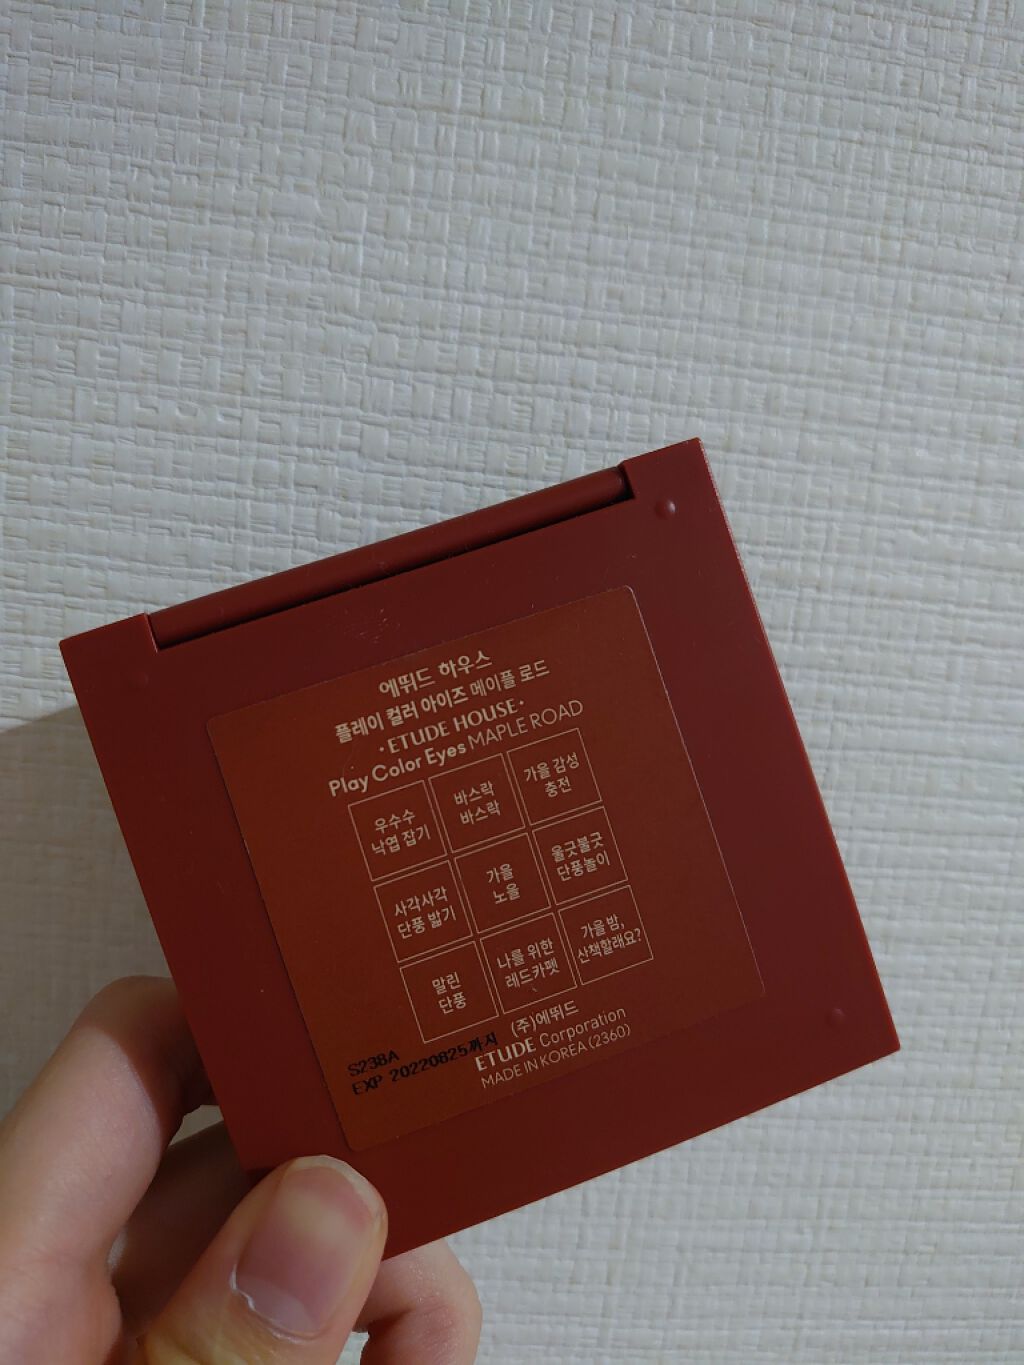 에뛰드 하우스
플레이 컬러 아이즈 메이플 로드
·ETUDE HOUSE·
Play Color Eyes MAPLE ROAD
우수수
낙엽 잡기
바스락
바스락
가을 감성
충전
사각사각
단풍 밟기
가을
노을
울긋불긋
단풍놀이
말린
단풍
나를 위한
레드카펫
가을 밤,
산책할래요?
S238A
EXP 20220825까지
(주)에뛰드
ETUDE Corporation
MADE IN KOREA (2360)